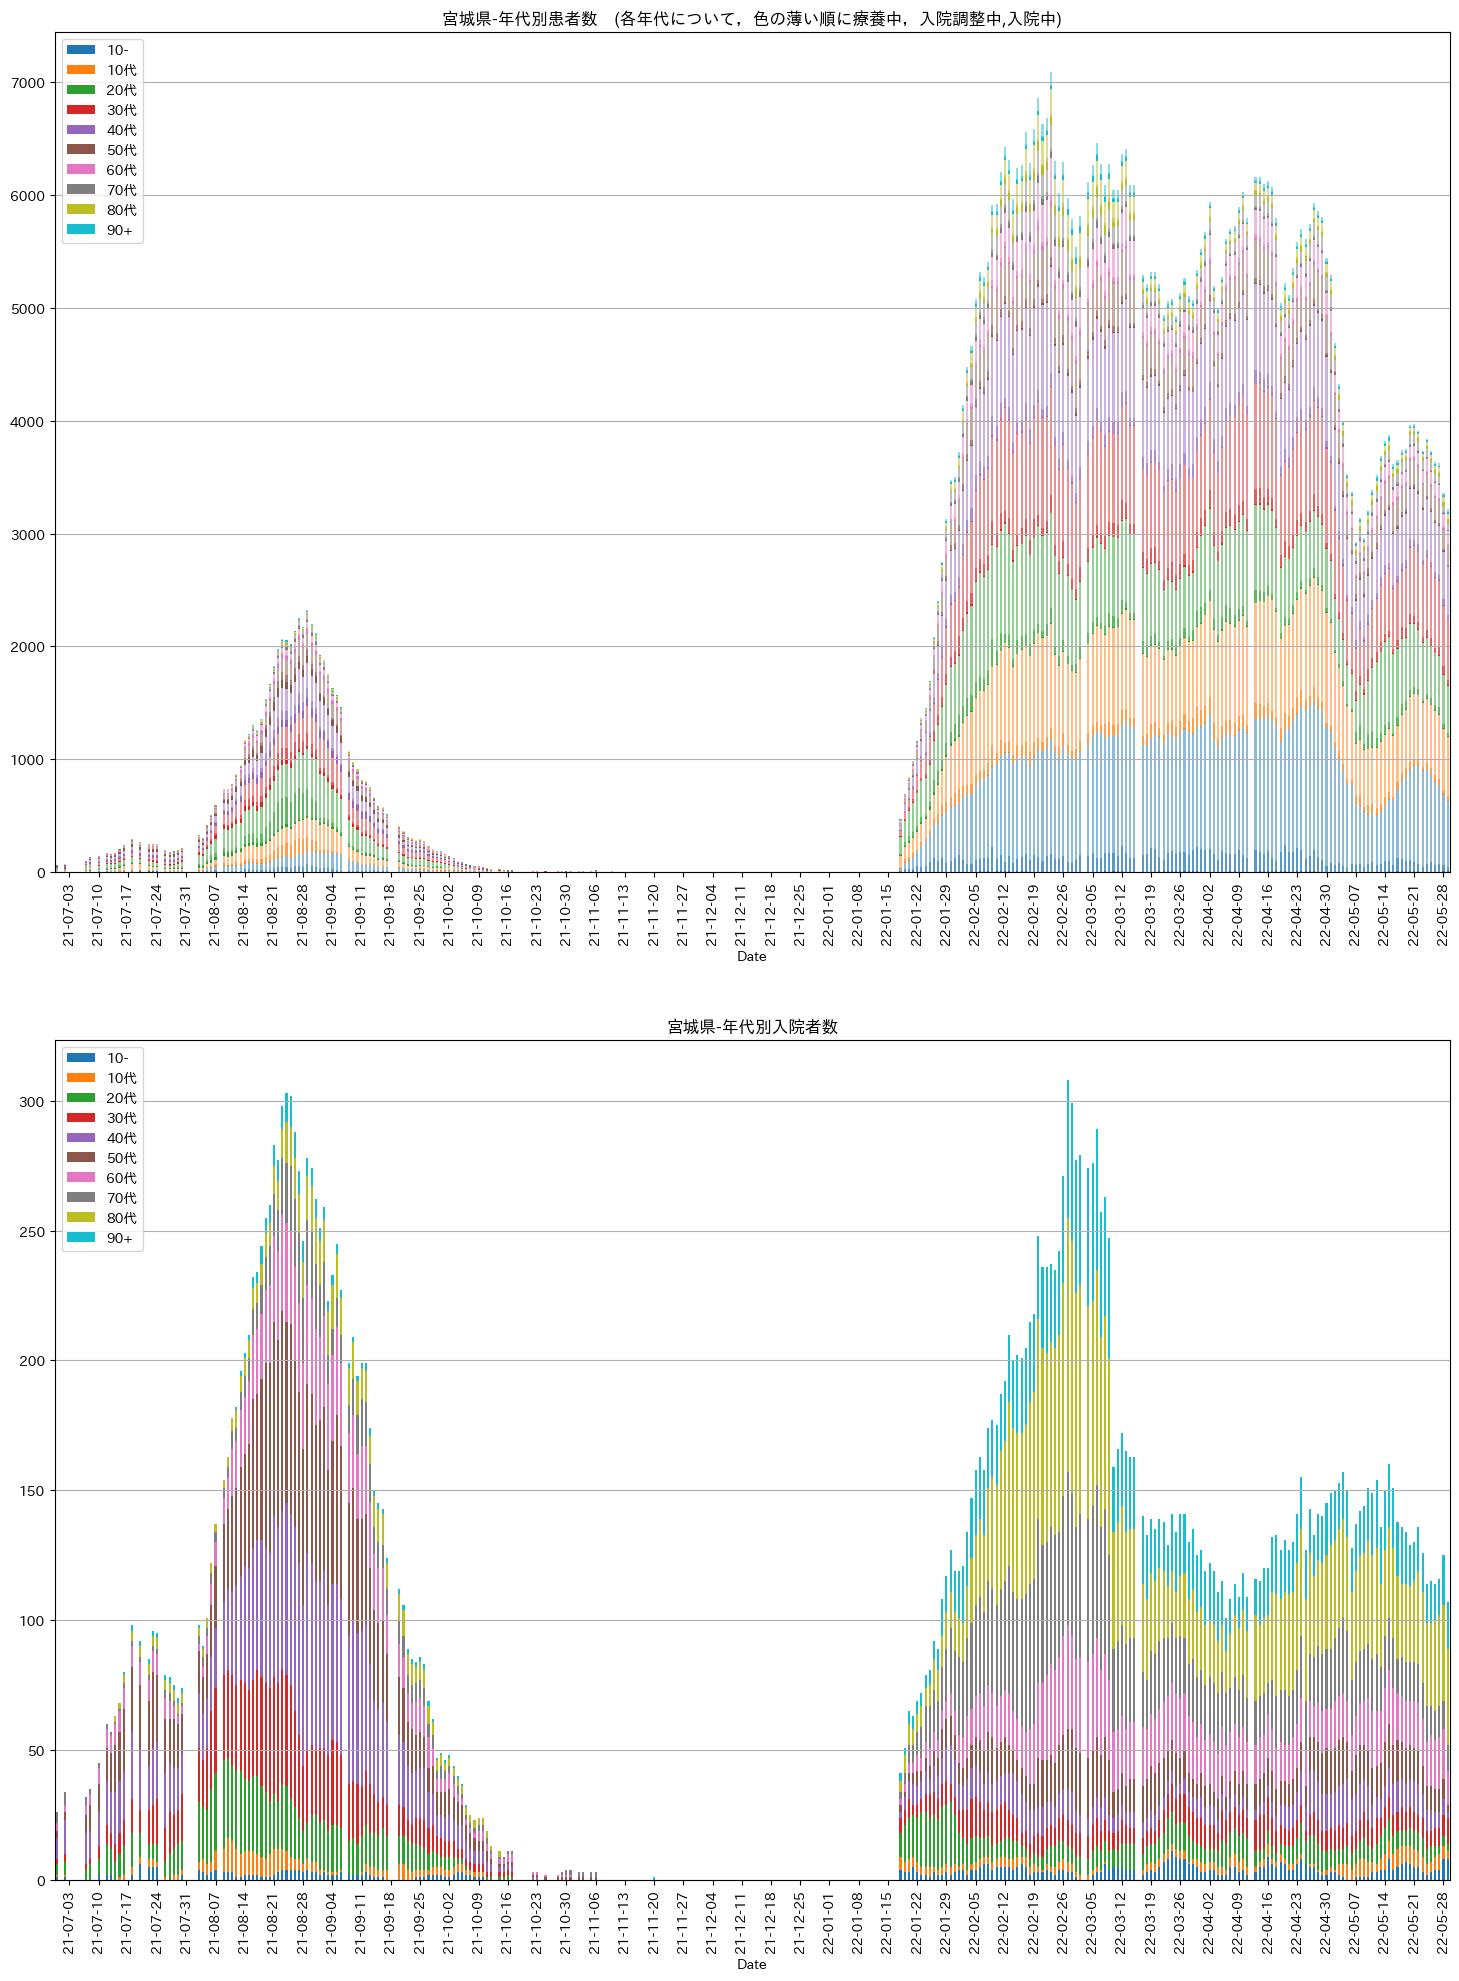 宮城県-年代別患者数　(各年代について，色の薄い順に療養中，入院調整中,入院中)
10-
10代
20代
30代
40代
50代
60代
70代
80代
90+
7000
6000
5000
4000
3000
2000
1000
0
21-07-03 21-07-10 21-07-17 21-07-24 21-07-31 21-08-07 21-08-14 21-08-21 21-08-28 21-09-04 21-09-11 21-09-18 21-09-25 21-10-02 21-10-09 21-10-16 21-10-23 21-10-30 21-11-06 21-11-13 21-11-20 21-11-27 21-12-04 21-12-11 21-12-18 21-12-25 22-01-01 22-01-08 22-01-15 22-01-22 22-01-29 22-02-05 22-02-12 22-02-19 22-02-26 22-03-05 22-03-12 22-03-19 22-03-26 22-04-02 22-04-09 22-04-16 22-04-23 22-04-30 22-05-07 22-05-14 22-05-21 22-05-28
Date
宮城県-年代別入院者数
10-
10代
20代
30代
40代
50代
60代
70代
80代
90+
300
250
200
150
100
50
0
21-07-03 21-07-10 21-07-17 21-07-24 21-07-31 21-08-07 21-08-14 21-08-21 21-08-28 21-09-04 21-09-11 21-09-18 21-09-25 21-10-02 21-10-09 21-10-16 21-10-23 21-10-30 21-11-06 21-11-13 21-11-20 21-11-27 21-12-04 21-12-11 21-12-18 21-12-25 22-01-01 22-01-08 22-01-15 22-01-22 22-01-29 22-02-05 22-02-12 22-02-19 22-02-26 22-03-05 22-03-12 22-03-19 22-03-26 22-04-02 22-04-09 22-04-16 22-04-23 22-04-30 22-05-07 22-05-14 22-05-21 22-05-28
Date